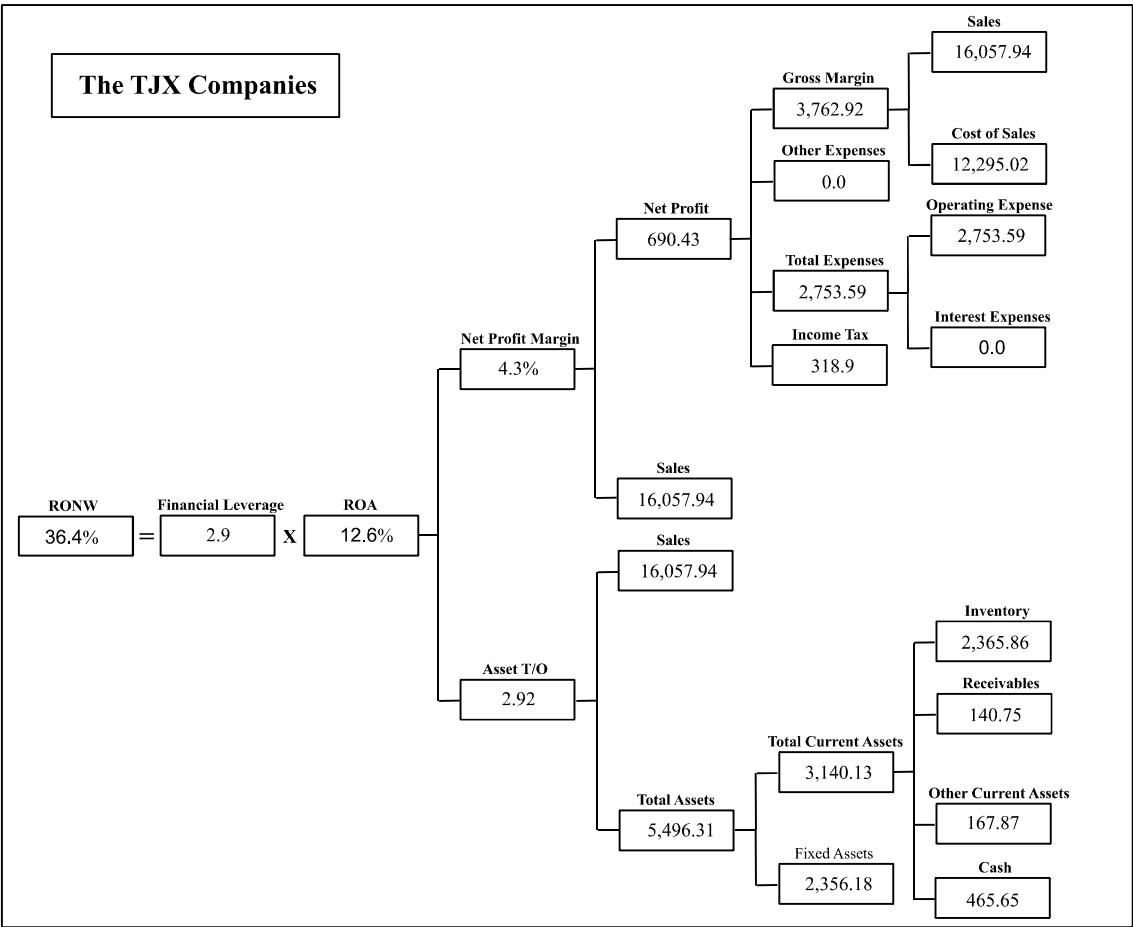 The TJX Companies
Sales
16,057.94
Gross Margin
3,762.92
Cost of Sales
12,295.02
Other Expenses
0.0
Operating Expense
2,753.59
Net Profit
690.43
Total Expenses
2,753.59
Interest Expenses
0.0
Income Tax
318.9
Net Profit Margin
4.3%
Sales
16,057.94
RONW
36.4%
=
Financial Leverage
2.9
X
ROA
12.6%
Sales
16,057.94
Asset T/O
2.92
Inventory
2,365.86
Receivables
140.75
Total Current Assets
3,140.13
Total Assets
5,496.31
Other Current Assets
167.87
Fixed Assets
2,356.18
Cash
465.65